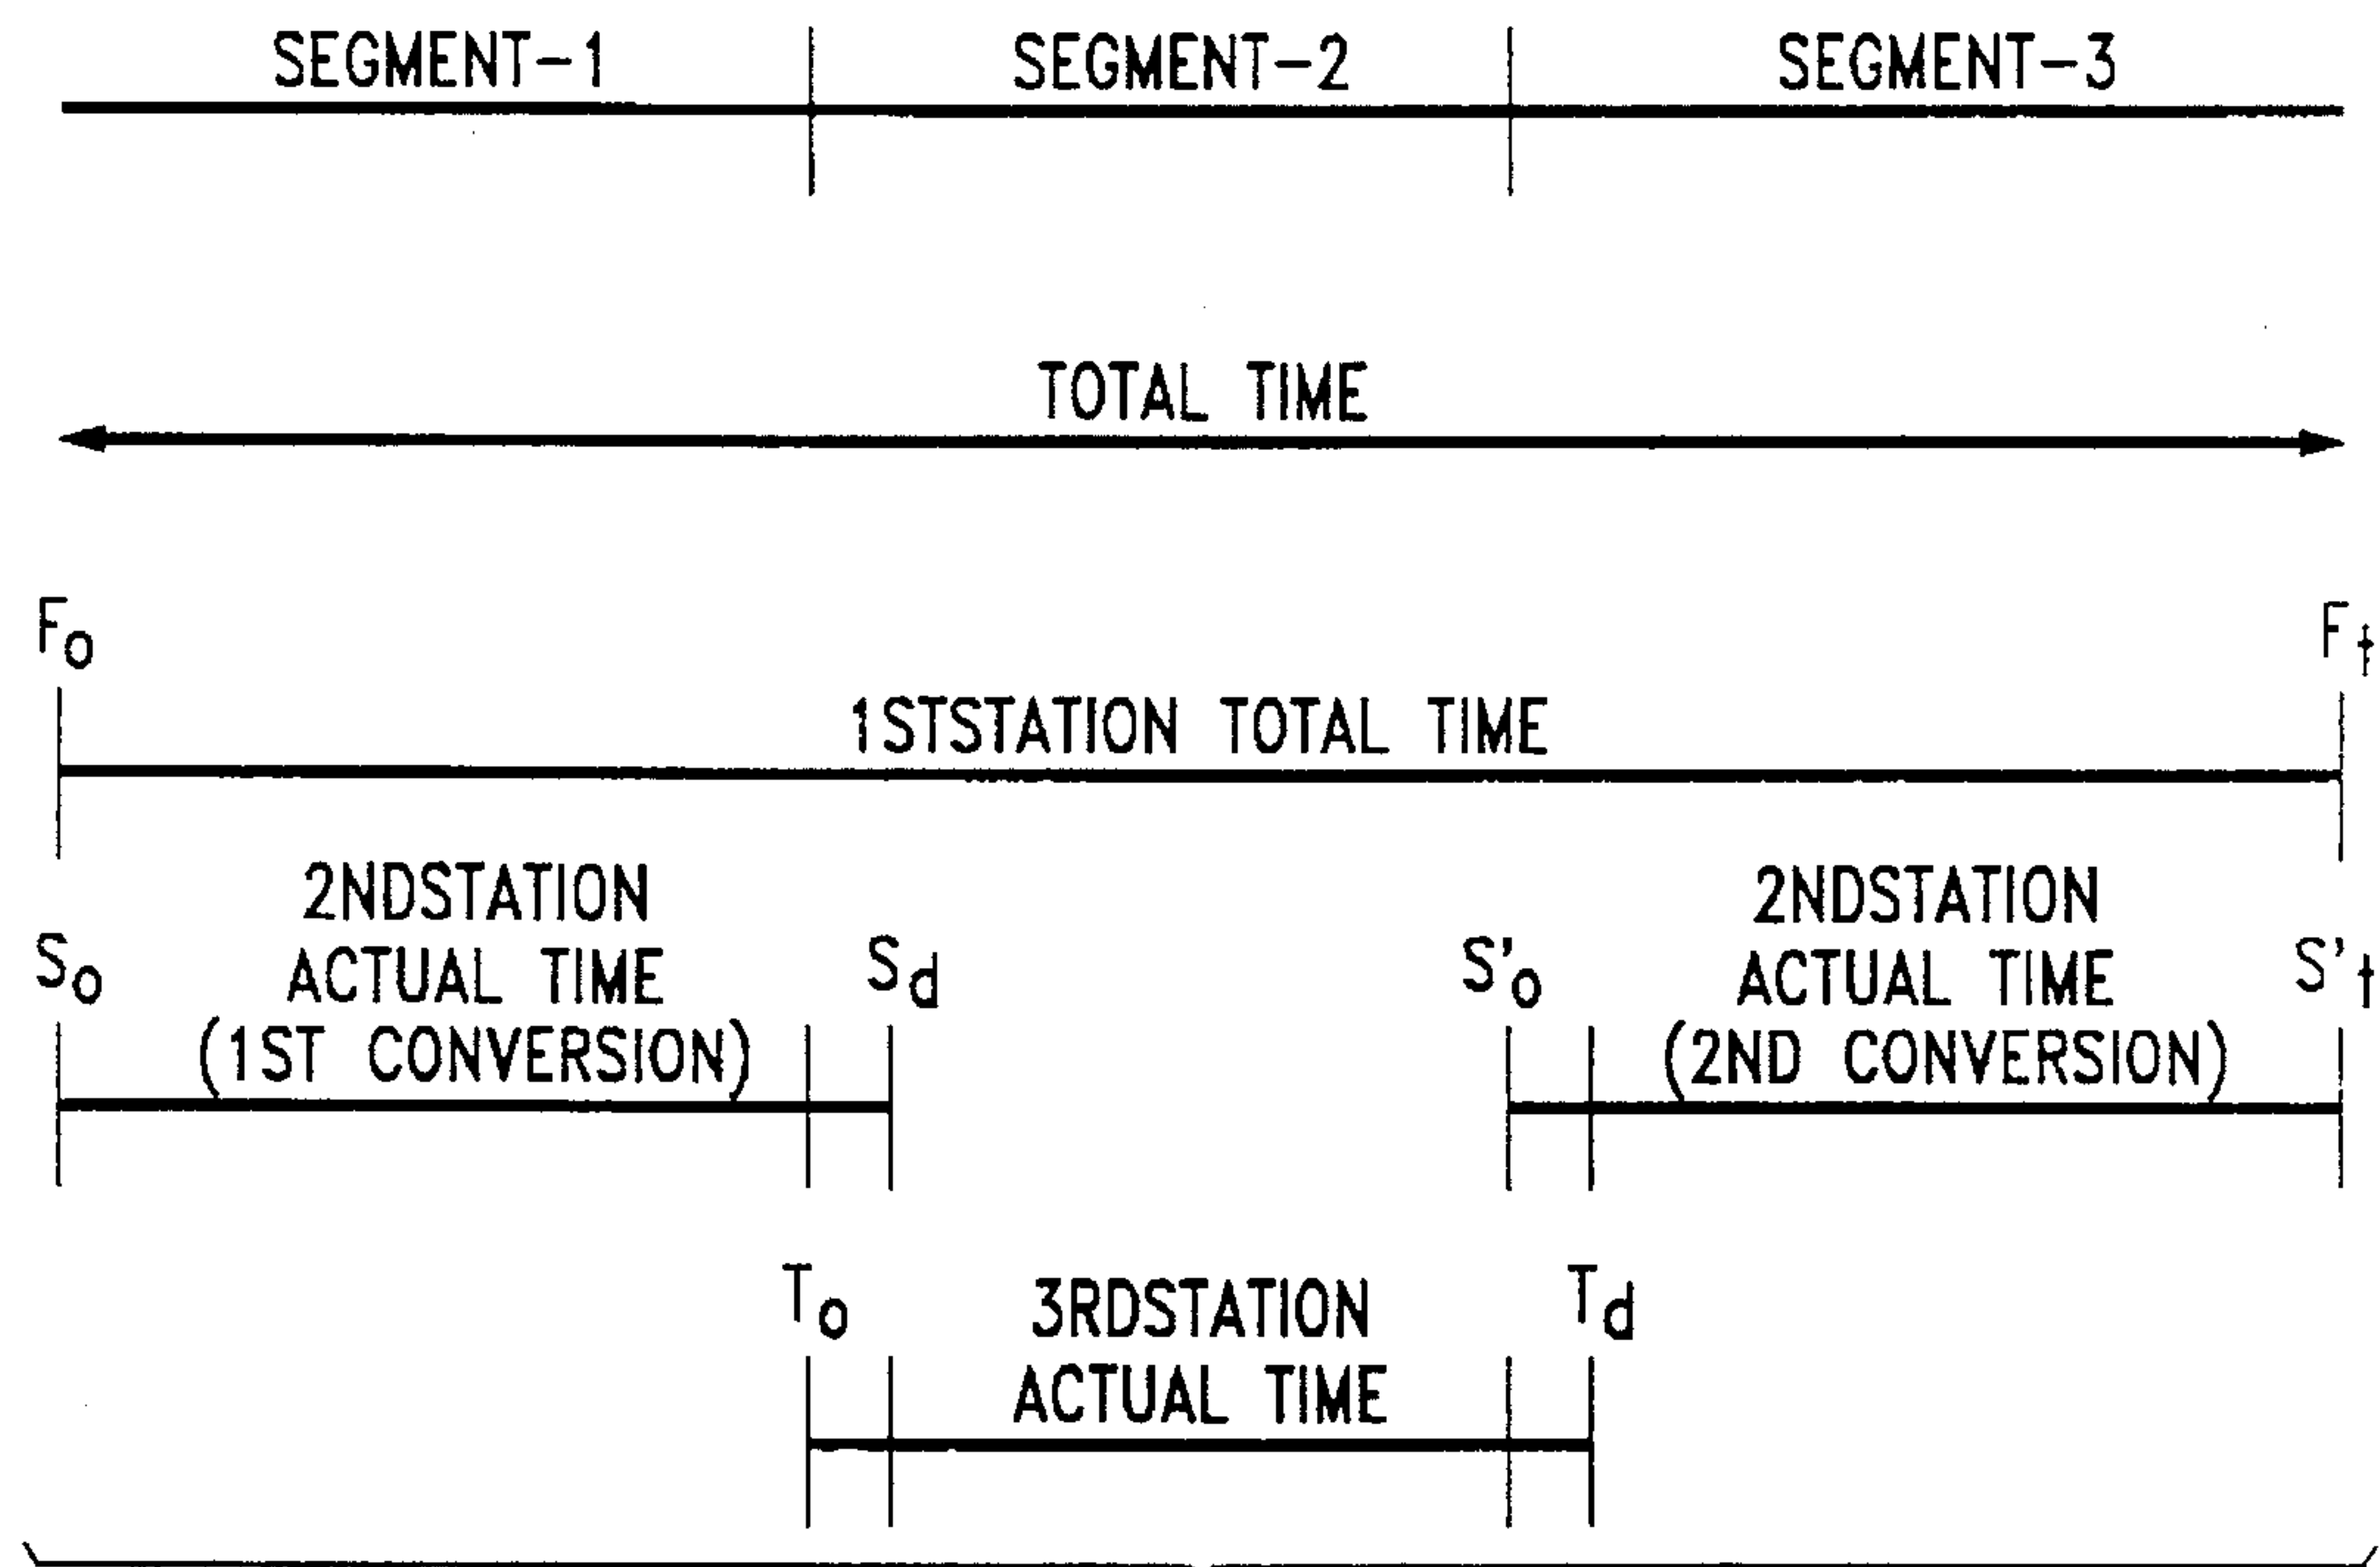 SEGMENT-1 SEGMENT-2 SEGMENT-3
TOTAL TIME
Fo Ft
1STSTATION TOTAL TIME
2NDSTATION 2NDSTATION
So ACTUAL TIME Sd S'o ACTUAL TIME S't
(1ST CONVERSION) (2ND CONVERSION)
To 3RDSTATION Td
ACTUAL TIME